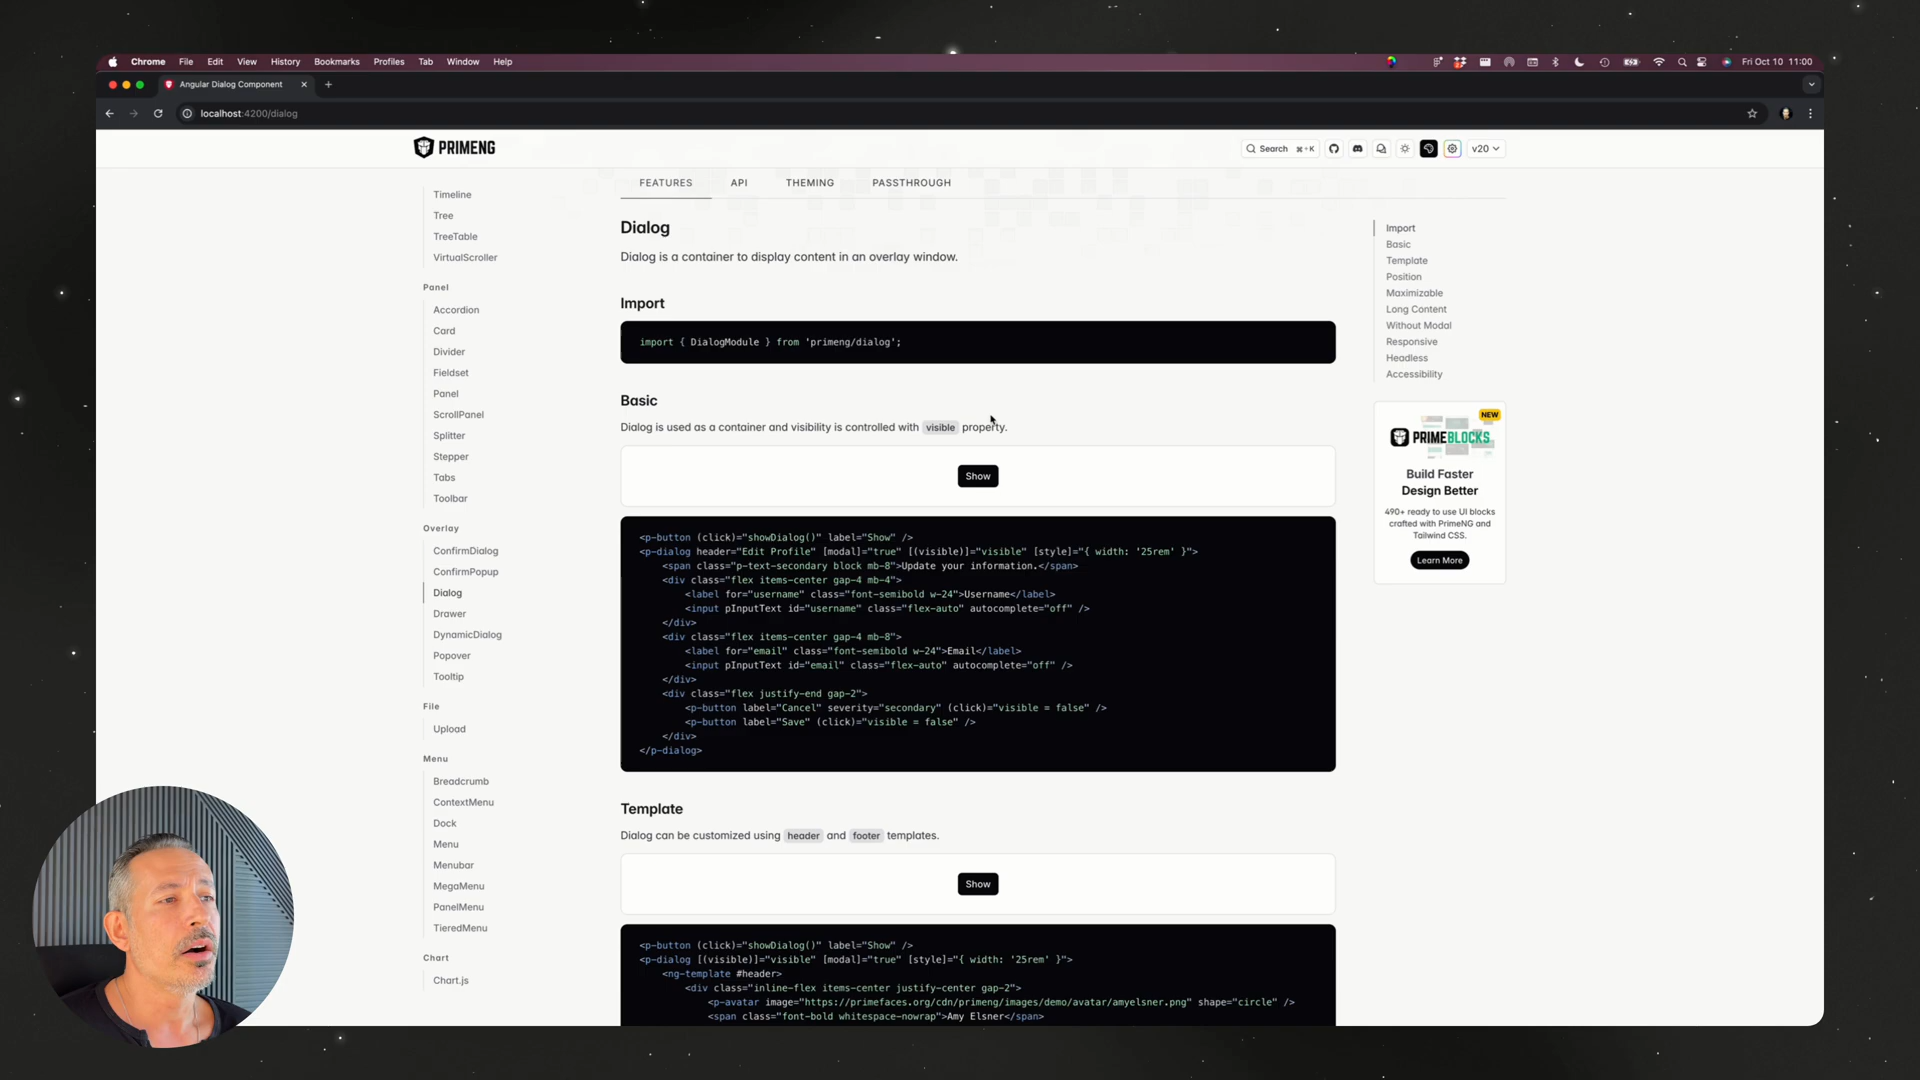 Chrome File Edit View History Bookmarks Profiles Tab Window Help
Fri Oct 10 11:00
Angular Dialog Component
localhost:4200/dialog
PRIMENG
Search ⌘+K
v20
Timeline
Tree
TreeTable
VirtualScroller
Panel
Accordion
Card
Divider
Fieldset
Panel
ScrollPanel
Splitter
Stepper
Tabs
Toolbar
Overlay
ConfirmDialog
ConfirmPopup
Dialog
Drawer
DynamicDialog
Popover
Tooltip
File
Upload
Menu
Breadcrumb
ContextMenu
Dock
Menu
Menubar
MegaMenu
PanelMenu
TieredMenu
Chart
Chart.js
FEATURES API THEMING PASSTHROUGH
Dialog
Dialog is a container to display content in an overlay window.
Import
import { DialogModule } from 'primeng/dialog';
Basic
Dialog is used as a container and visibility is controlled with visible property.
Show
<p-button (click)="showDialog()" label="Show" />
<p-dialog header="Edit Profile" [modal]="true" [(visible)]="visible" [style]="{ width: '25rem' }">
<span class="p-text-secondary block mb-8">Update your information.</span>
<div class="flex items-center gap-4 mb-4">
<label for="username" class="font-semibold w-24">Username</label>
<input pInputText id="username" class="flex-auto" autocomplete="off" />
</div>
<div class="flex items-center gap-4 mb-8">
<label for="email" class="font-semibold w-24">Email</label>
<input pInputText id="email" class="flex-auto" autocomplete="off" />
</div>
<div class="flex justify-end gap-2">
<p-button label="Cancel" severity="secondary" (click)="visible = false" />
<p-button label="Save" (click)="visible = false" />
</div>
</p-dialog>
Template
Dialog can be customized using header and footer templates.
Show
<p-button (click)="showDialog()" label="Show" />
<p-dialog [(visible)]="visible" [modal]="true" [style]="{ width: '25rem' }">
<ng-template #header>
<div class="inline-flex items-center justify-center gap-2">
<p-avatar image="https://primefaces.org/cdn/primeng/images/demo/avatar/amyelsner.png" shape="circle" />
<span class="font-bold whitespace-nowrap">Amy Elsner</span>
Import
Basic
Template
Position
Maximizable
Long Content
Without Modal
Responsive
Headless
Accessibility
NEW
PRIMEBLOCKS
Build Faster
Design Better
490+ ready to use UI blocks
crafted with PrimeNG and
Tailwind CSS.
Learn More